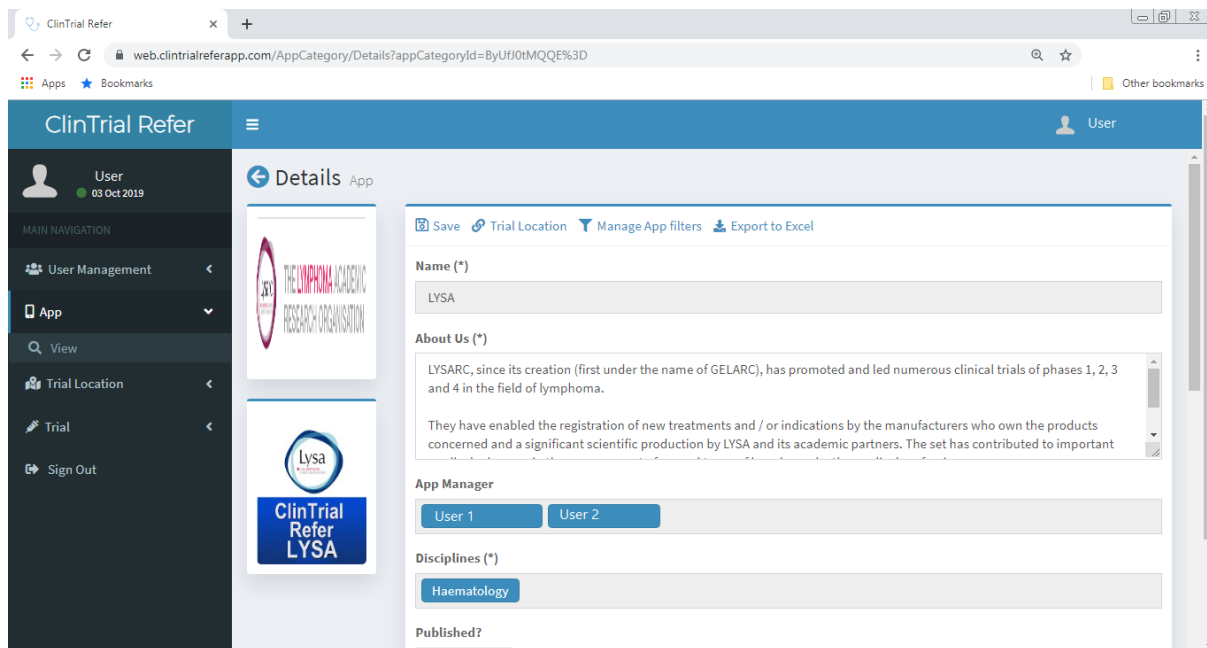 ClinTrial Refer
web.clintrialreferapp.com/AppCategory/Details?appCategoryId=ByUfJ0tMQQE%3D
Apps Bookmarks Other bookmarks
ClinTrial Refer
User
User
03 Oct 2019
MAIN NAVIGATION
User Management
App
View
Trial Location
Trial
Sign Out
Details App
THE LYMPHOMA ACADEMIC
RESEARCH ORGANISATION
Lysa
ClinTrial
Refer
LYSA
Save Trial Location Manage App filters Export to Excel
Name (*)
LYSA
About Us (*)
LYSARC, since its creation (first under the name of GELARC), has promoted and led numerous clinical trials of phases 1, 2, 3
and 4 in the field of lymphoma.
They have enabled the registration of new treatments and / or indications by the manufacturers who own the products
concerned and a significant scientific production by LYSA and its academic partners. The set has contributed to important
App Manager
User 1 User 2
Disciplines (*)
Haematology
Published?